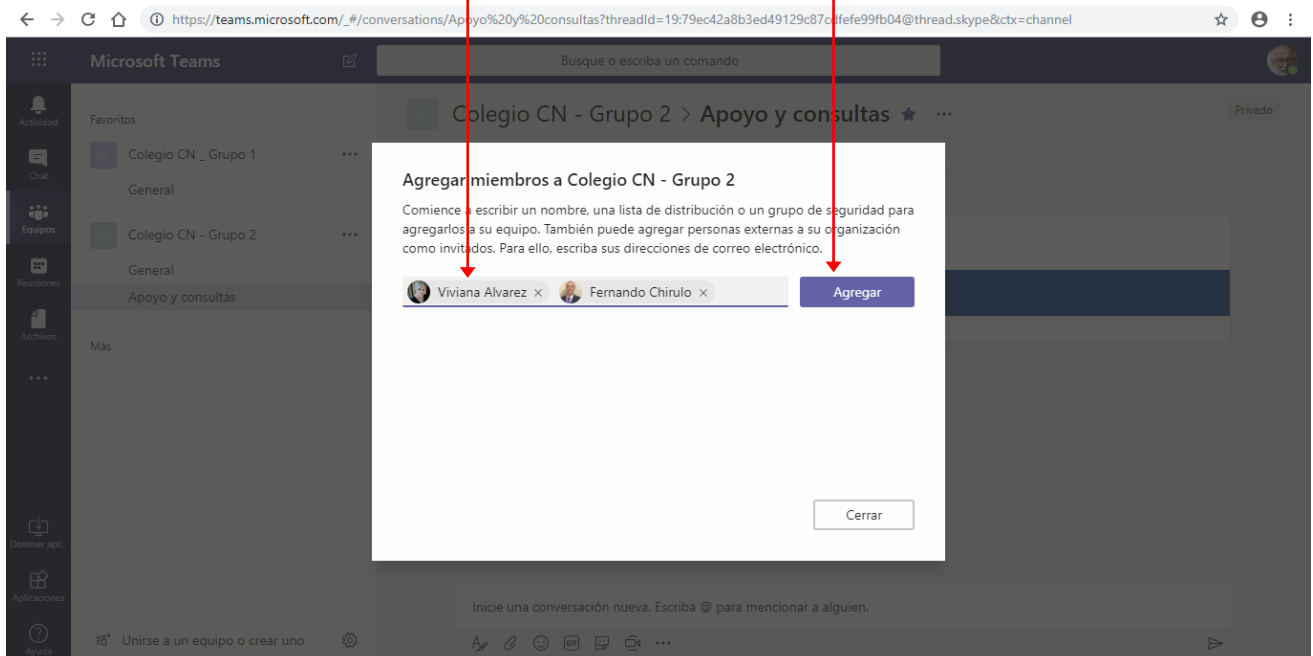 https://teams.microsoft.com/_#/conversations/Apoyo%20y%20consultas?threadId=19:79ec42a8b3ed49129c87cdfefe99fb04@thread.skype&ctx=channel
Microsoft Teams
Busque o escriba un comando
Actividad
Chat
Equipos
Reuniones
Archivos
Obtener apl...
Aplicaciones
Ayuda
Favoritos
Colegio CN _ Grupo 1
General
Colegio CN - Grupo 2
General
Apoyo y consultas
Más
Unirse a un equipo o crear uno
Colegio CN - Grupo 2 > Apoyo y consultas
Privado
Agregar miembros a Colegio CN - Grupo 2
Comience a escribir un nombre, una lista de distribución o un grupo de seguridad para
agregarlos a su equipo. También puede agregar personas externas a su organización
como invitados. Para ello, escriba sus direcciones de correo electrónico.
Viviana Alvarez × Fernando Chirulo ×
Agregar
Cerrar
Inicie una conversación nueva. Escriba @ para mencionar a alguien.
GIF